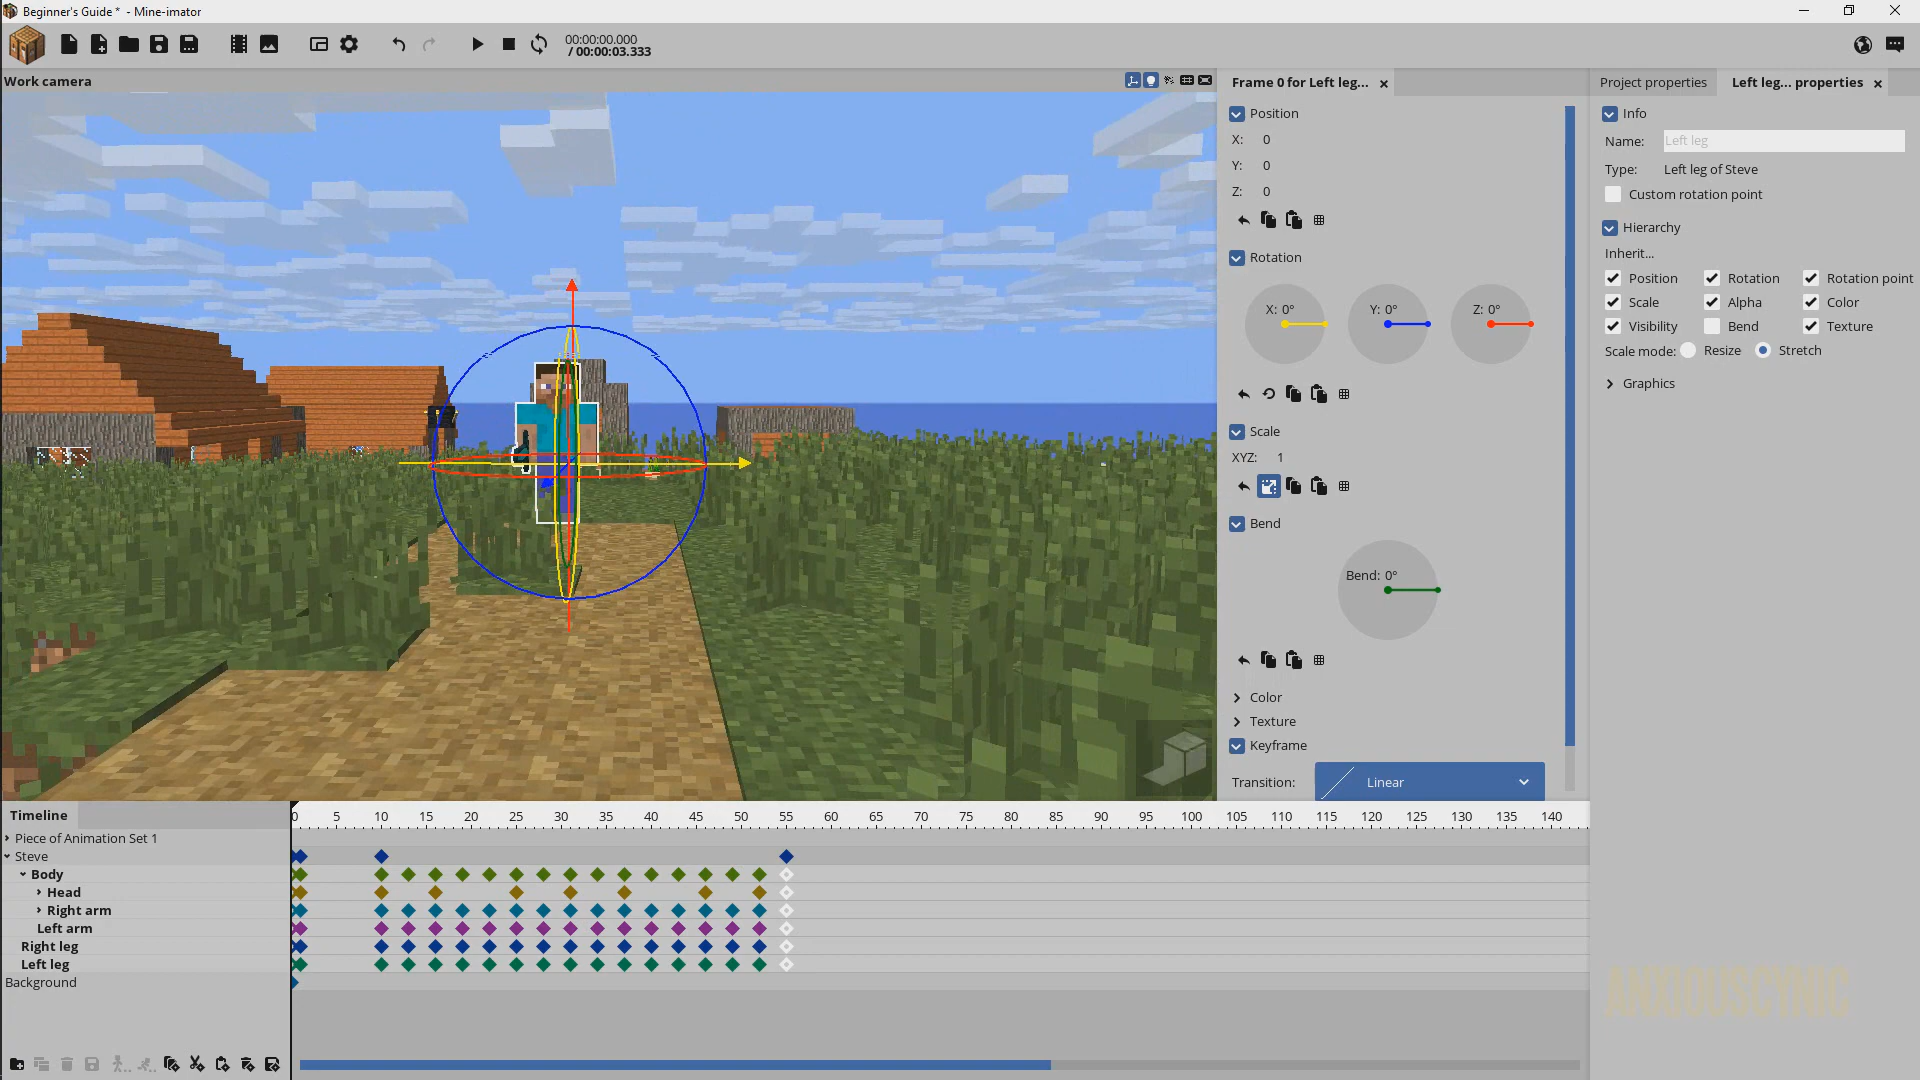 Beginner's Guide * - Mine-imator
00:00:00.000
/ 00:00:03.333
Work camera
Frame 0 for Left leg...
Project properties
Left leg... properties
Position
X: 0
Y: 0
Z: 0
Rotation
X: 0° Y: 0° Z: 0°
Scale
XYZ: 1
Bend
Bend: 0°
Color
Texture
Keyframe
Transition: Linear
Info
Name: Left leg
Type: Left leg of Steve
Custom rotation point
Hierarchy
Inherit...
Position Rotation Rotation point
Scale Alpha Color
Visibility Bend Texture
Scale mode: Resize Stretch
Graphics
Timeline
0 5 10 15 20 25 30 35 40 45 50 55 60 65 70 75 80 85 90 95 100 105 110 115 120 125 130 135 140
Piece of Animation Set 1
Steve
Body
Head
Right arm
Left arm
Right leg
Left leg
Background
ANXIOUSCYNIC